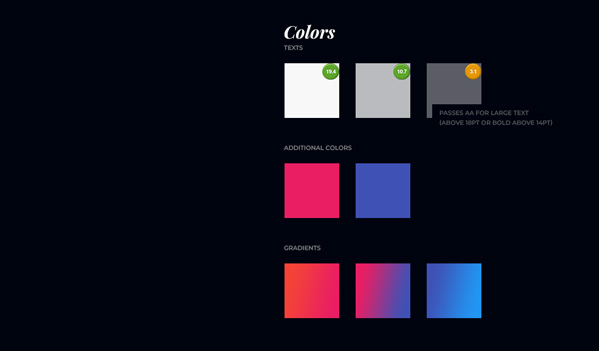 Colors
TEXTS
19.4
10.7
3.1
PASSES AA FOR LARGE TEXT
(ABOVE 18PT OR BOLD ABOVE 14PT)
ADDITIONAL COLORS
GRADIENTS